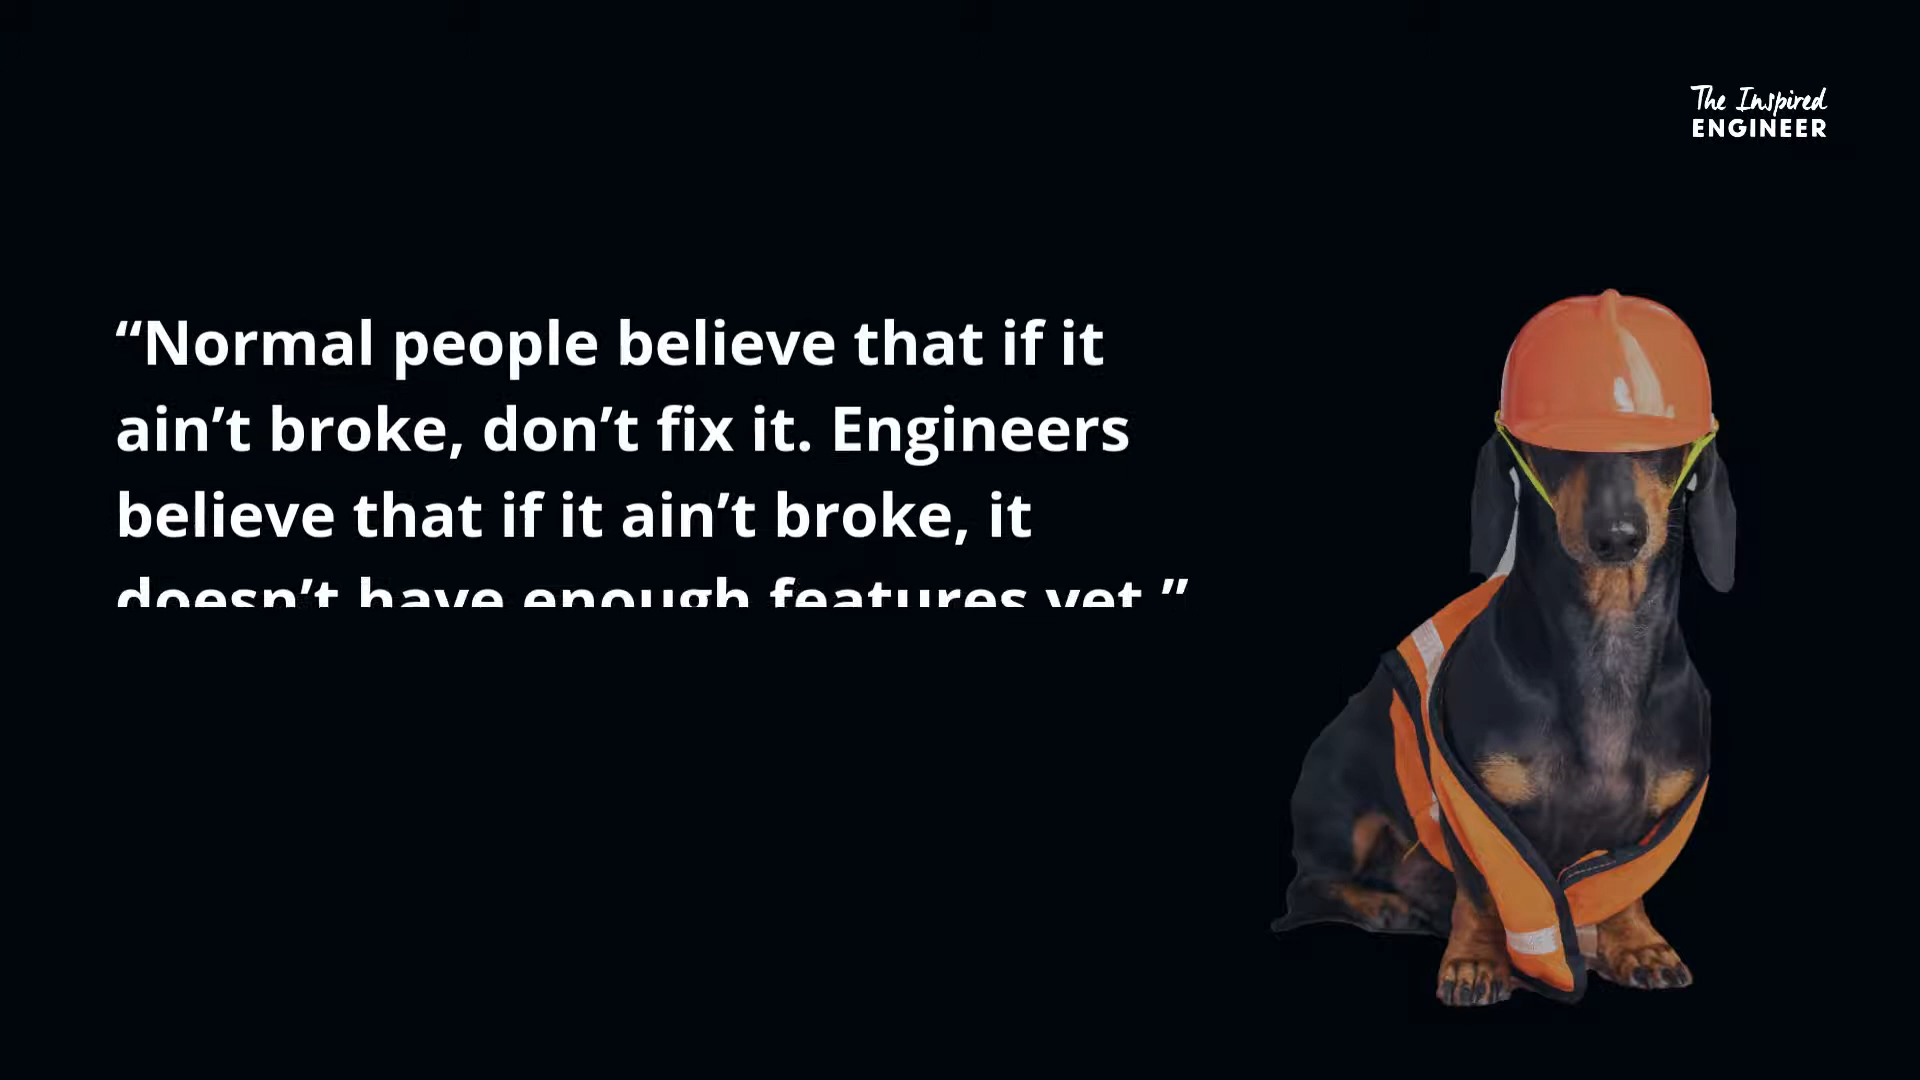 The Inspired
ENGINEER
“Normal people believe that if it
ain’t broke, don’t fix it. Engineers
believe that if it ain’t broke, it
doesn’t have enough features yet.”